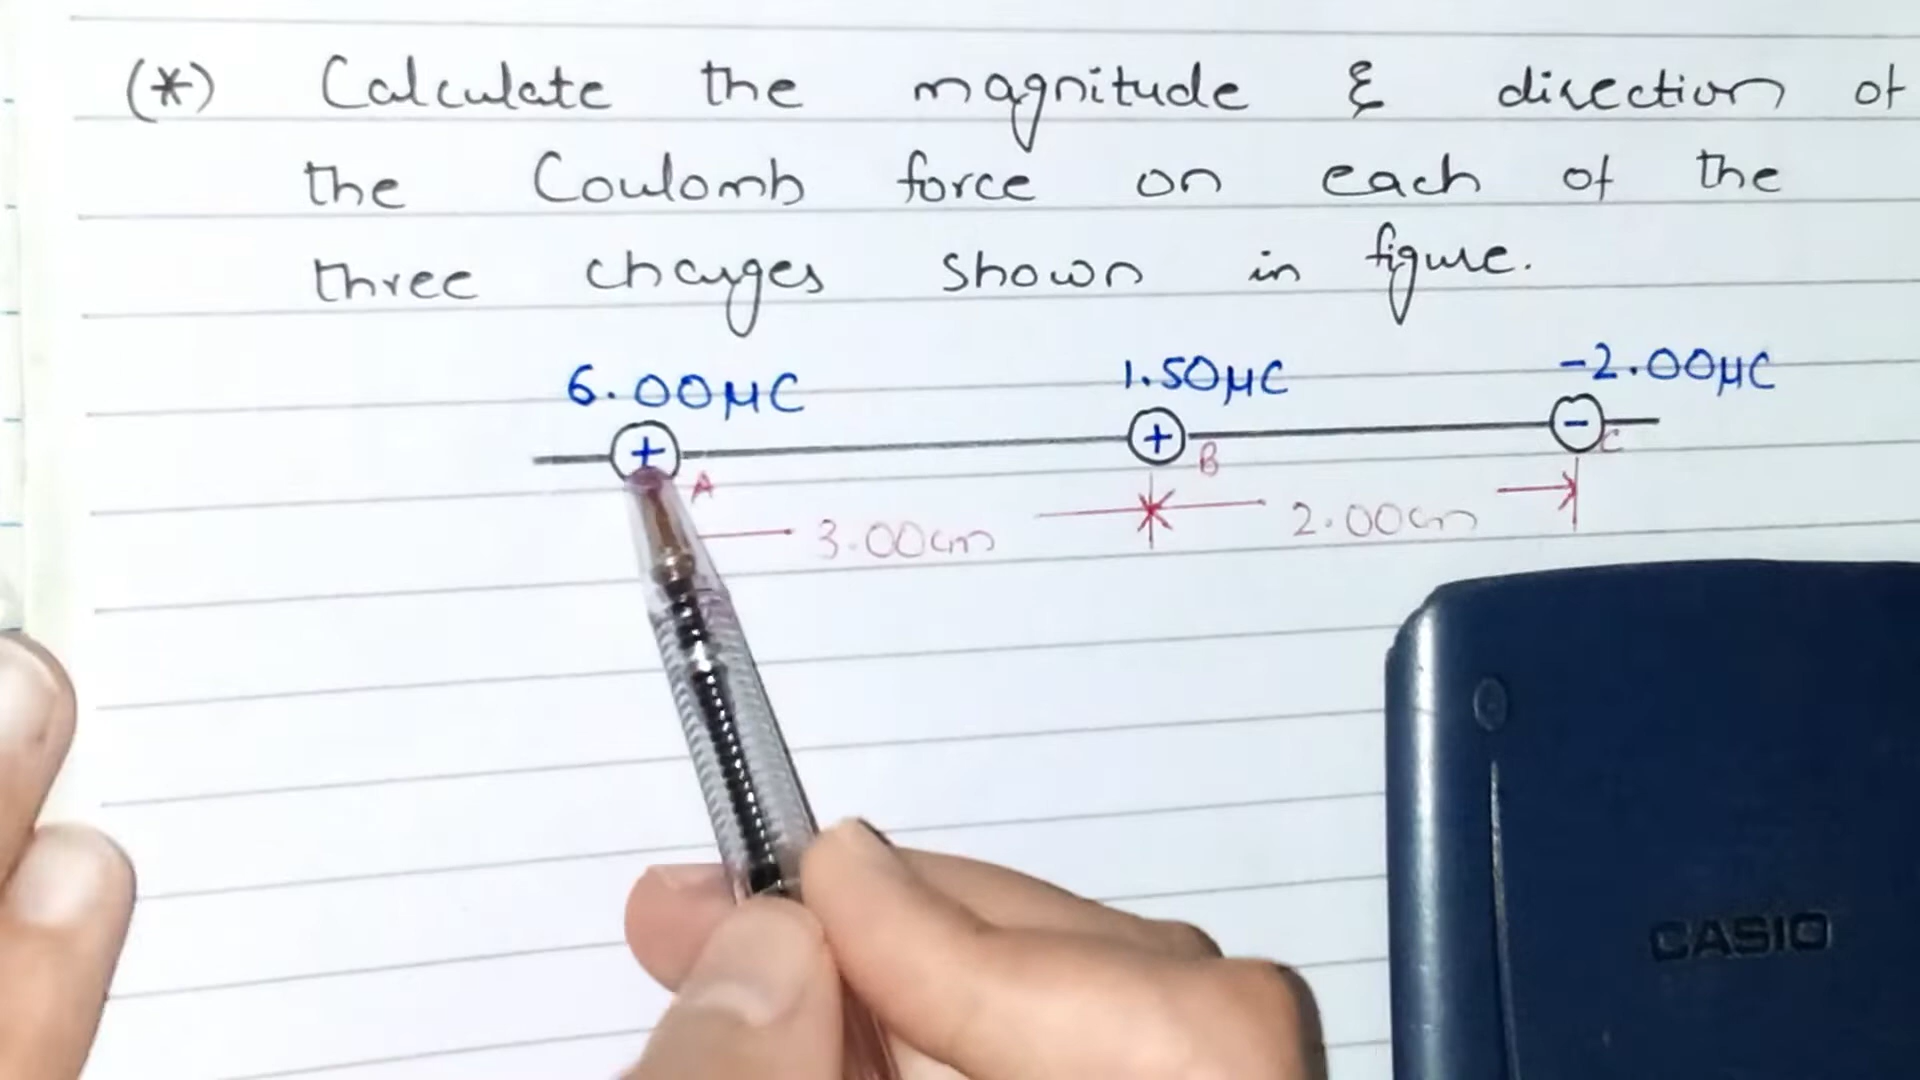 (*) Calculate the magnitude & direction of
the Coulomb force on each of the
three charges shown in figure.
6.00μC 1.50μC -2.00μC
+ + -
A B C
3.00cm 2.00cm
CASIO